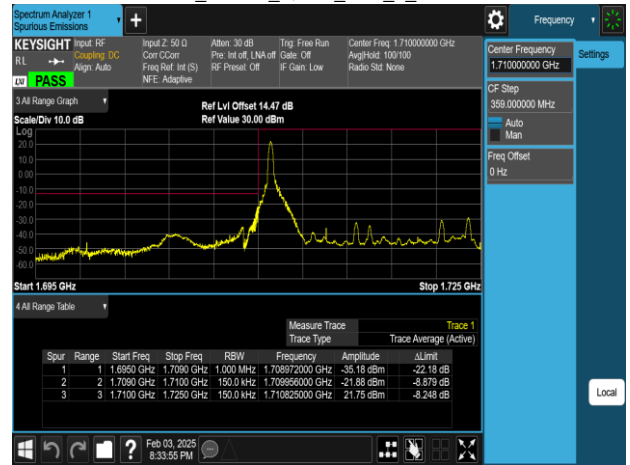 Spectrum Analyzer 1
Spurious Emissions
Frequency
KEYSIGHT
RL
LXI PASS
Input: RF
Coupling: DC
Align: Auto
Input Z: 50 Ω
Corr CCorr
Freq Ref: Int (S)
NFE: Adaptive
Atten: 30 dB
Pre: Int off, LNA off
RF Presel: Off
Trig: Free Run
Gate: Off
IF Gain: Low
Center Freq: 1.710000000 GHz
Avg|Hold: 100/100
Radio Std: None
3 All Range Graph
Scale/Div 10.0 dB
Ref Lvl Offset 14.47 dB
Ref Value 30.00 dBm
Log
20.0
10.0
0.00
-10.0
-20.0
-30.0
-40.0
-50.0
-60.0
Start 1.695 GHz
Stop 1.725 GHz
4 All Range Table
Measure Trace Trace 1
Trace Type Trace Average (Active)
Spur Range Start Freq Stop Freq RBW Frequency Amplitude ΔLimit
1 1 1.6950 GHz 1.7090 GHz 1.000 MHz 1.708972000 GHz -35.18 dBm -22.18 dB
2 2 1.7090 GHz 1.7100 GHz 150.0 kHz 1.709956000 GHz -21.88 dBm -8.879 dB
3 3 1.7100 GHz 1.7250 GHz 150.0 kHz 1.710825000 GHz 21.75 dBm -8.248 dB
Center Frequency
1.710000000 GHz
Settings
CF Step
359.000000 MHz
Auto
Man
Freq Offset
0 Hz
Local
?
Feb 03, 2025
8:33:55 PM